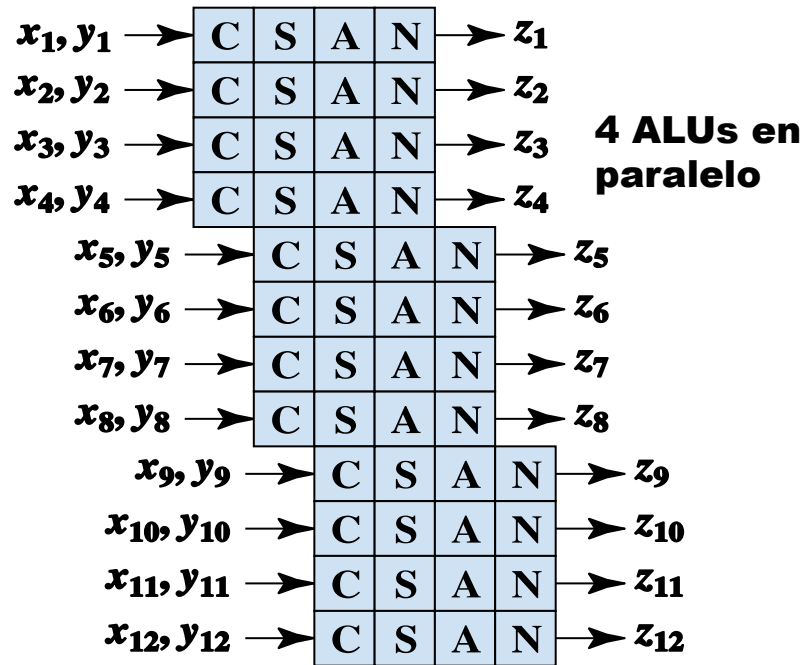 x₁, y₁ C S A N z₁
x₂, y₂ C S A N z₂
x₃, y₃ C S A N z₃
4 ALUs en
paralelo
x₄, y₄ C S A N z₄
x₅, y₅ C S A N z₅
x₆, y₆ C S A N z₆
x₇, y₇ C S A N z₇
x₈, y₈ C S A N z₈
x₉, y₉ C S A N z₉
x₁₀, y₁₀ C S A N z₁₀
x₁₁, y₁₁ C S A N z₁₁
x₁₂, y₁₂ C S A N z₁₂